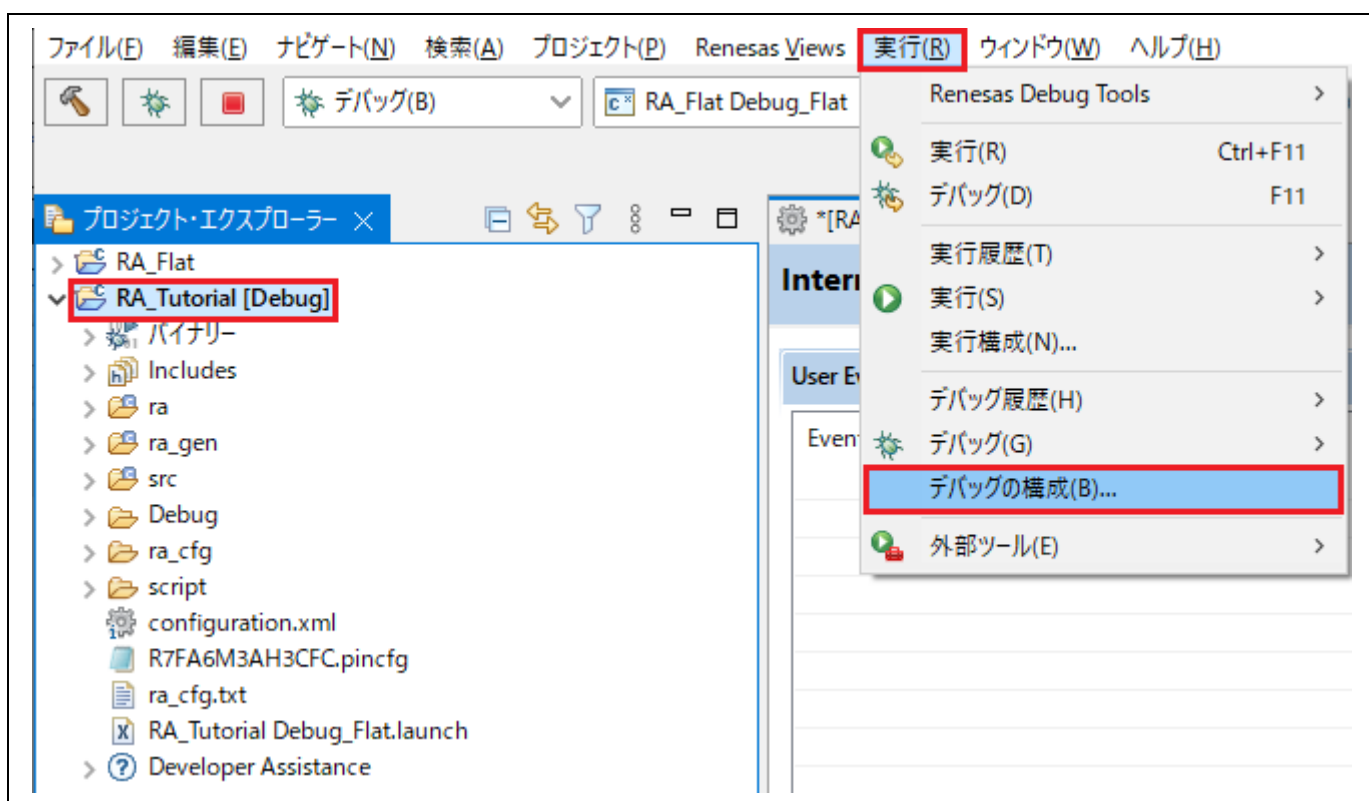 ファイル(F) 編集(E) ナビゲート(N) 検索(A) プロジェクト(P) Renesas Views 実行(R) ウィンドウ(W) ヘルプ(H)
デバッグ(B) RA_Flat Debug_Flat
Renesas Debug Tools
実行(R) Ctrl+F11
デバッグ(D) F11
実行履歴(T)
実行(S)
実行構成(N)...
デバッグ履歴(H)
デバッグ(G)
デバッグの構成(B)...
外部ツール(E)
プロジェクト・エクスプローラー
RA_Flat
RA_Tutorial [Debug]
バイナリー
Includes
ra
ra_gen
src
Debug
ra_cfg
script
configuration.xml
R7FA6M3AH3CFC.pincfg
ra_cfg.txt
RA_Tutorial Debug_Flat.launch
Developer Assistance
*[RA
Inter
User Ev
Even